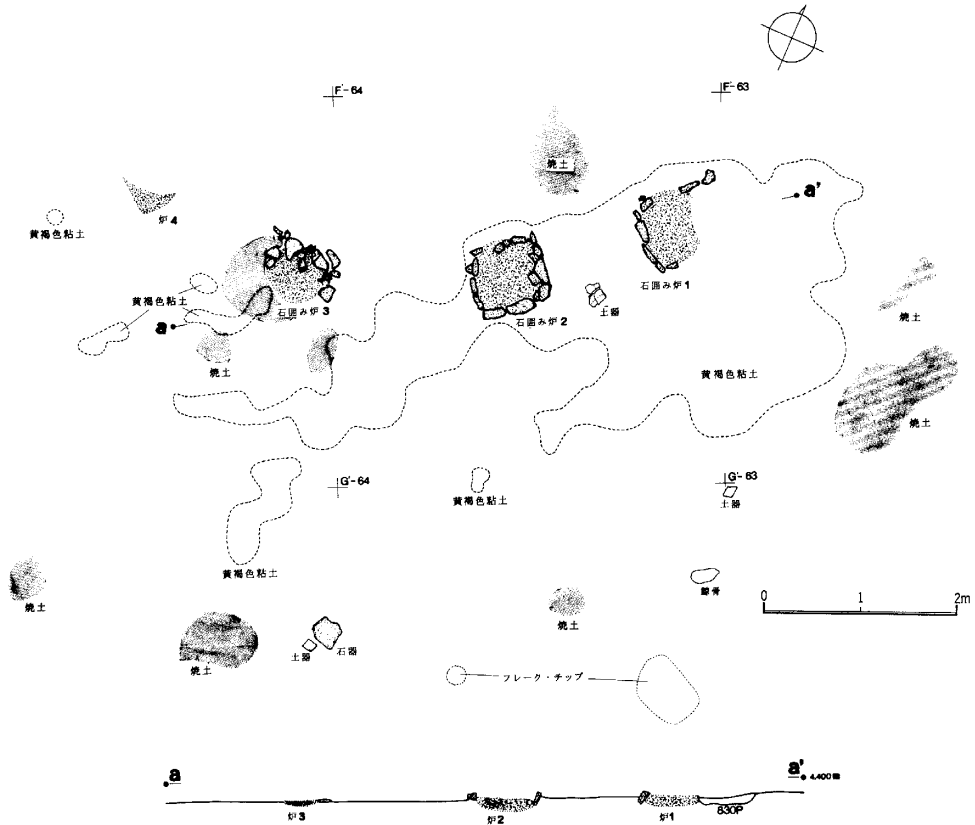 F'-64
F'-63
焼土
a'
炉4
黄褐色粘土
石囲み炉1
黄褐色粘土
土器
石囲み炉3
石囲み炉2
a
焼土
焼土
黄褐色粘土
焼土
G'-64
G'-63
黄褐色粘土
土器
黄褐色粘土
鯨骨
0 1 2m
焼土
焼土
土器
石器
焼土
フレーク・チップ
a
a'
4.400m
炉3
炉2
炉1
830P